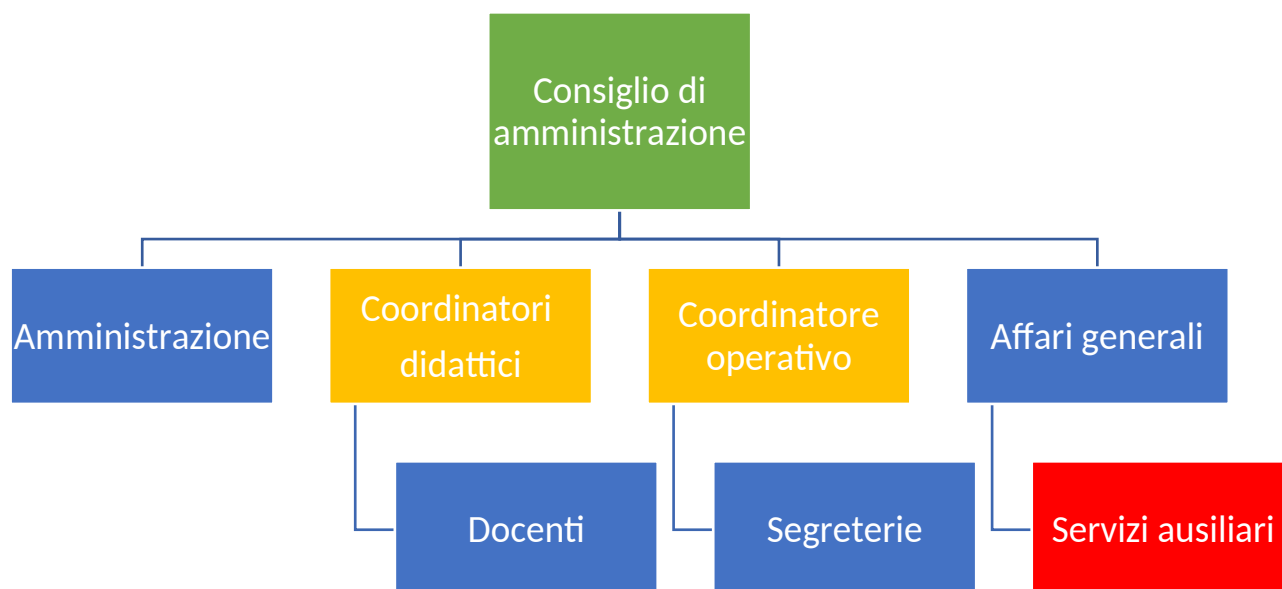 Consiglio di
amministrazione
Amministrazione
Coordinatori
didattici
Coordinatore
operativo
Affari generali
Docenti
Segreterie
Servizi ausiliari